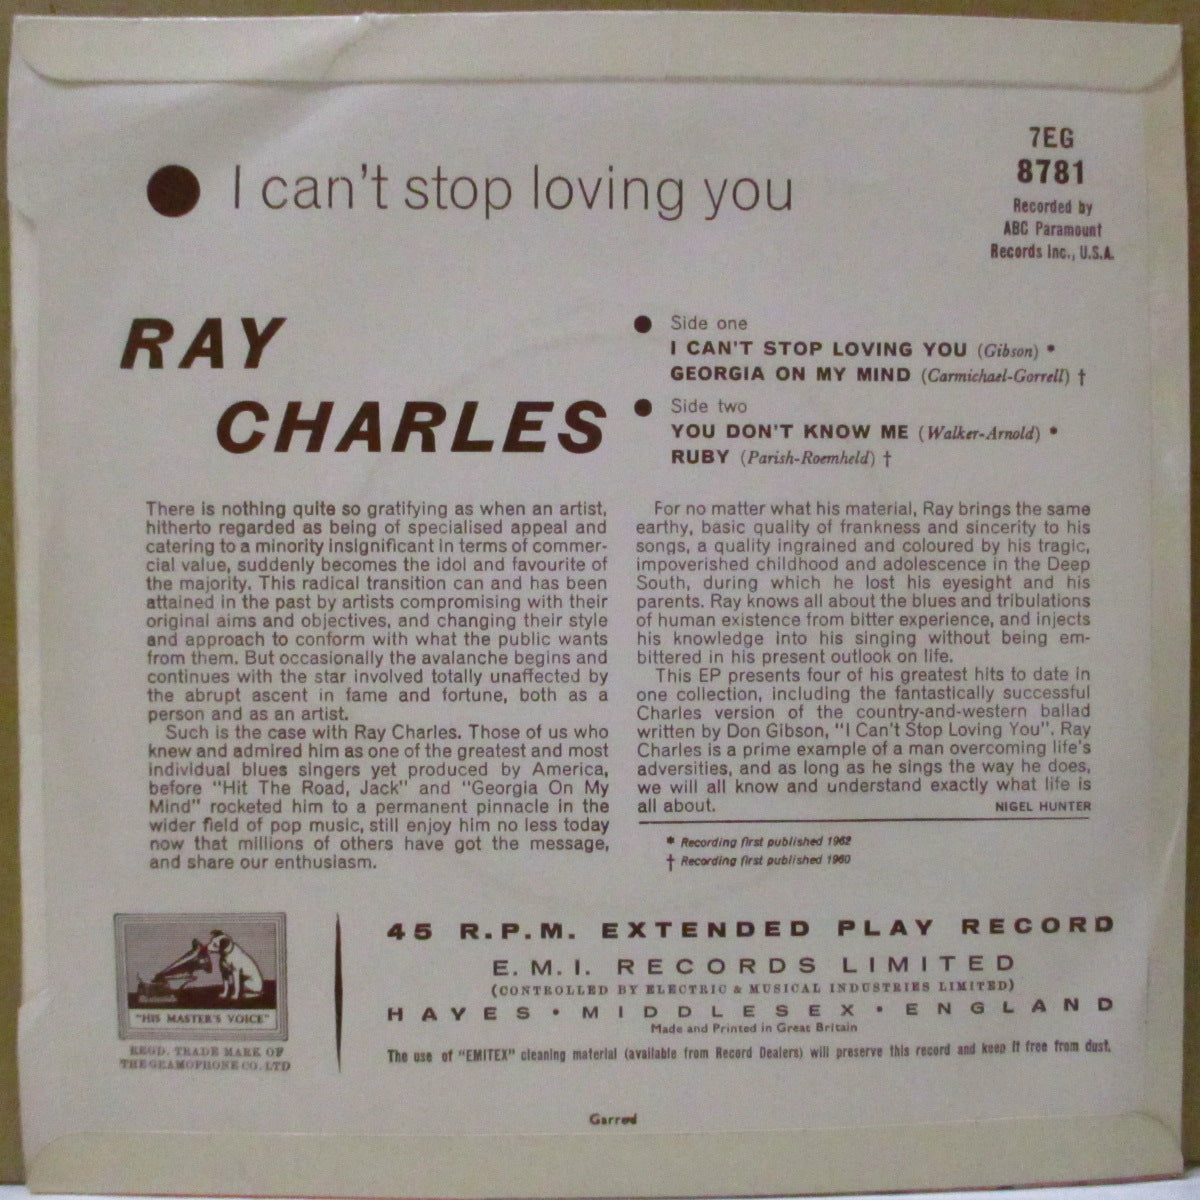 I can't stop loving you
7EG
8781
Recorded by
ABC Paramount
Records Inc., U.S.A.
RAY
CHARLES
Side one
I CAN'T STOP LOVING YOU (Gibson) *
GEORGIA ON MY MIND (Carmichael-Gorrell) †
Side two
YOU DON'T KNOW ME (Walker-Arnold) *
RUBY (Parish-Roemheld) †
There is nothing quite so gratifying as when an artist,
hitherto regarded as being of specialised appeal and
catering to a minority insignificant in terms of commer-
cial value, suddenly becomes the idol and favourite of
the majority. This radical transition can and has been
attained in the past by artists compromising with their
original aims and objectives, and changing their style
and approach to conform with what the public wants
from them. But occasionally the avalanche begins and
continues with the star involved totally unaffected by
the abrupt ascent in fame and fortune, both as a
person and as an artist.
Such is the case with Ray Charles. Those of us who
knew and admired him as one of the greatest and most
individual blues singers yet produced by America,
before "Hit The Road, Jack" and "Georgia On My
Mind" rocketed him to a permanent pinnacle in the
wider field of pop music, still enjoy him no less today
now that millions of others have got the message,
and share our enthusiasm.
For no matter what his material, Ray brings the same
earthy, basic quality of frankness and sincerity to his
songs, a quality ingrained and coloured by his tragic,
impoverished childhood and adolescence in the Deep
South, during which he lost his eyesight and his
parents. Ray knows all about the blues and tribulations
of human existence from bitter experience, and injects
his knowledge into his singing without being em-
bittered in his present outlook on life.
This EP presents four of his greatest hits to date in
one collection, including the fantastically successful
Charles version of the country-and-western ballad
written by Don Gibson, "I Can't Stop Loving You". Ray
Charles is a prime example of a man overcoming life's
adversities, and as long as he sings the way he does,
we will all know and understand exactly what life is
all about. NIGEL HUNTER
* Recording first published 1962
† Recording first published 1960
"HIS MASTER'S VOICE"
REGD. TRADE MARK OF
THE GRAMOPHONE CO. LTD
45 R.P.M. EXTENDED PLAY RECORD
E.M.I. RECORDS LIMITED
(CONTROLLED BY ELECTRIC & MUSICAL INDUSTRIES LIMITED)
HAYES • MIDDLESEX • ENGLAND
Made and Printed in Great Britain
The use of "EMITEX" cleaning material (available from Record Dealers) will preserve this record and keep it free from dust.
Garrod